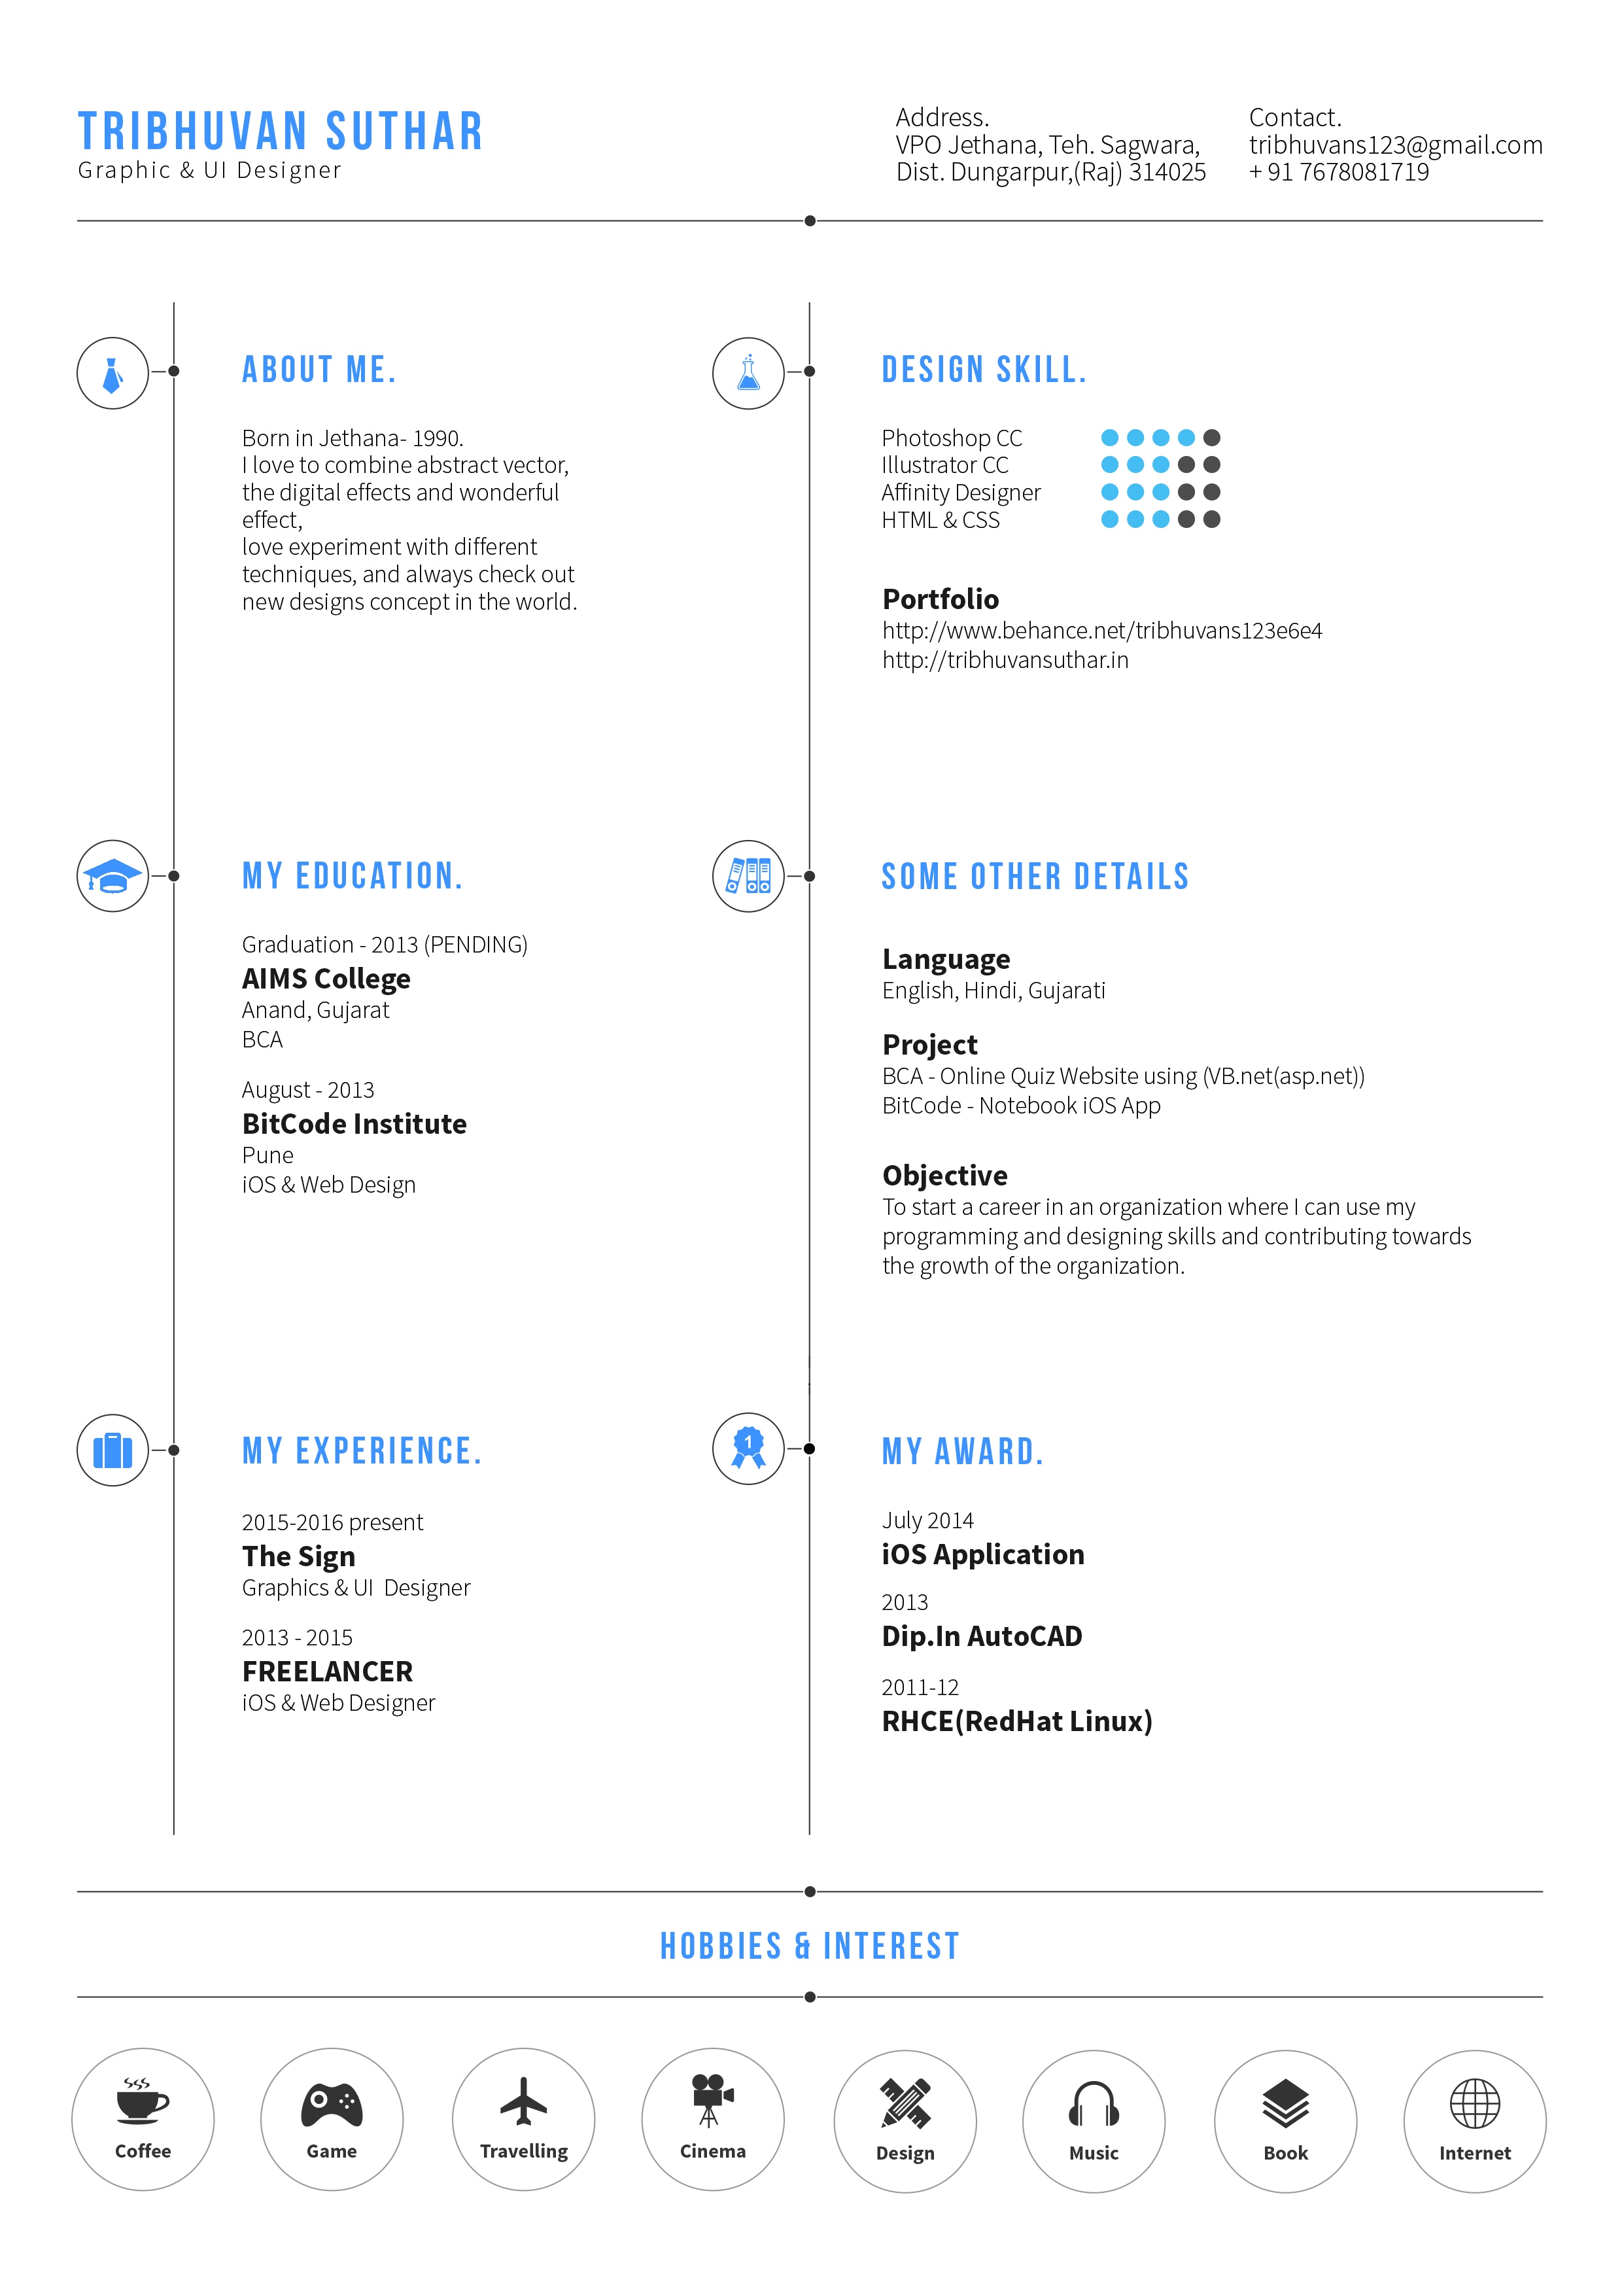 TRIBHUVAN SUTHAR
Graphic & UI Designer
Address.
VPO Jethana, Teh. Sagwara,
Dist. Dungarpur,(Raj) 314025
Contact.
tribhuvans123@gmail.com
+ 91 7678081719
ABOUT ME.
Born in Jethana- 1990.
I love to combine abstract vector,
the digital effects and wonderful
effect,
love experiment with different
techniques, and always check out
new designs concept in the world.
DESIGN SKILL.
Photoshop CC
Illustrator CC
Affinity Designer
HTML & CSS
Portfolio
http://www.behance.net/tribhuvans123e6e4
http://tribhuvansuthar.in
MY EDUCATION.
Graduation - 2013 (PENDING)
AIMS College
Anand, Gujarat
BCA
August - 2013
BitCode Institute
Pune
iOS & Web Design
SOME OTHER DETAILS
Language
English, Hindi, Gujarati
Project
BCA - Online Quiz Website using (VB.net(asp.net))
BitCode - Notebook iOS App
Objective
To start a career in an organization where I can use my
programming and designing skills and contributing towards
the growth of the organization.
MY EXPERIENCE.
2015-2016 present
The Sign
Graphics & UI  Designer
2013 - 2015
FREELANCER
iOS & Web Designer
1
MY AWARD.
July 2014
iOS Application
2013
Dip.In AutoCAD
2011-12
RHCE(RedHat Linux)
HOBBIES & INTEREST
Coffee
Game
Travelling
Cinema
Design
Music
Book
Internet